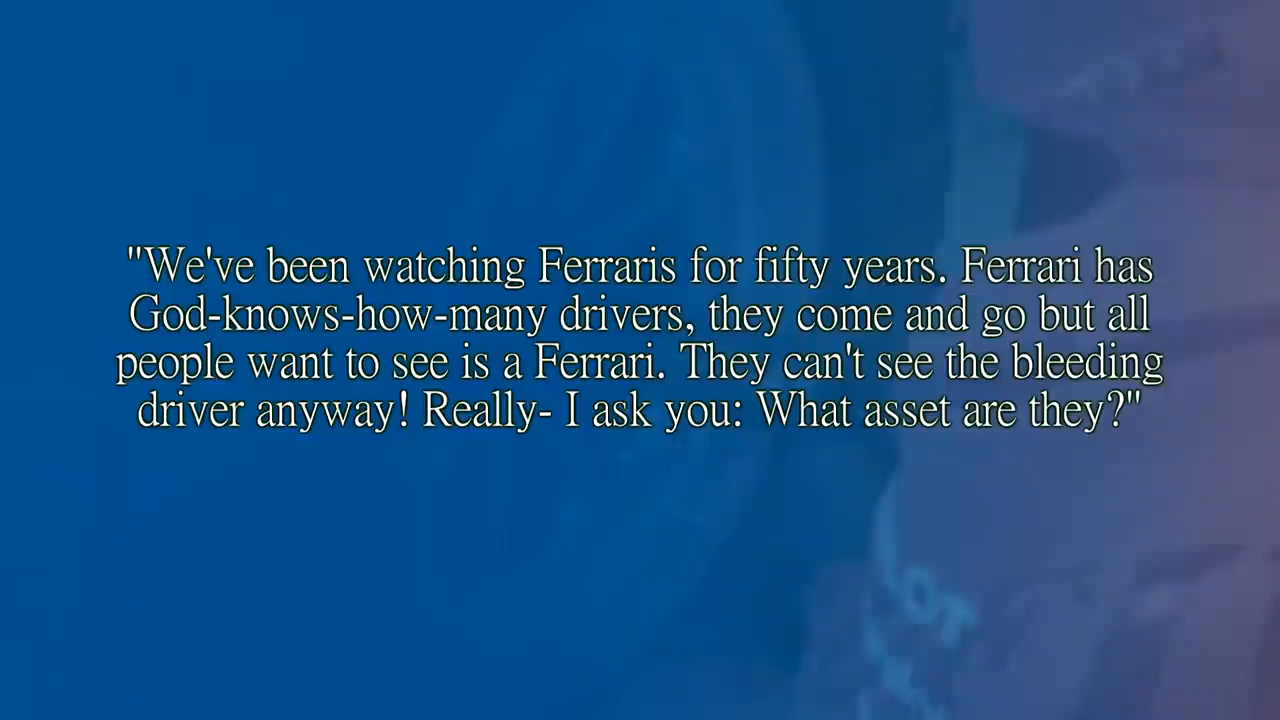 "We've been watching Ferraris for fifty years. Ferrari has
God-knows-how-many drivers, they come and go but all
people want to see is a Ferrari. They can't see the bleeding
driver anyway! Really- I ask you: What asset are they?"